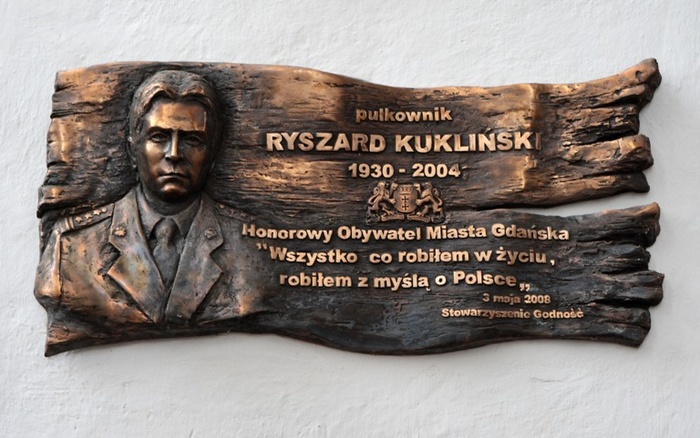 pułkownik
RYSZARD KUKLIŃSKI
1930 - 2004
Honorowy Obywatel Miasta Gdańska
"Wszystko co robiłem w życiu,
robiłem z myślą o Polsce„
3 maja 2008
Stowarzyszenie Godność